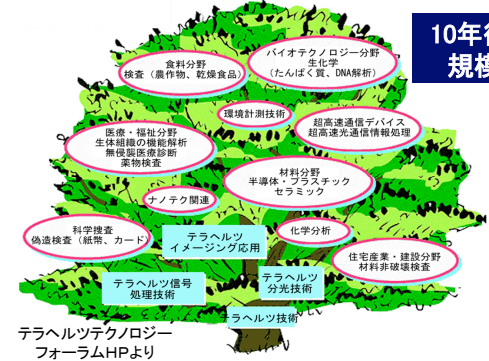 10年
規模
食料分野
検査（農作物、乾燥食品）
バイオテクノロジー分野
生化学
（たんぱく質、DNA解析）
環境計測技術
超高速通信デバイス
超高速光通信情報処理
医療・福祉分野
生体組織の機能解析
無侵襲医療診断
薬物検査
材料分野
半導体・プラスチック
セラミック
ナノテク関連
科学捜査
偽造検査（紙幣、カード）
テラヘルツ
イメージング応用
化学分析
住宅産業・建設分野
材料非破壊検査
テラヘルツ信号
処理技術
テラヘルツ
分光技術
テラヘルツ技術
テラヘルツテクノロジー
フォーラムHPより